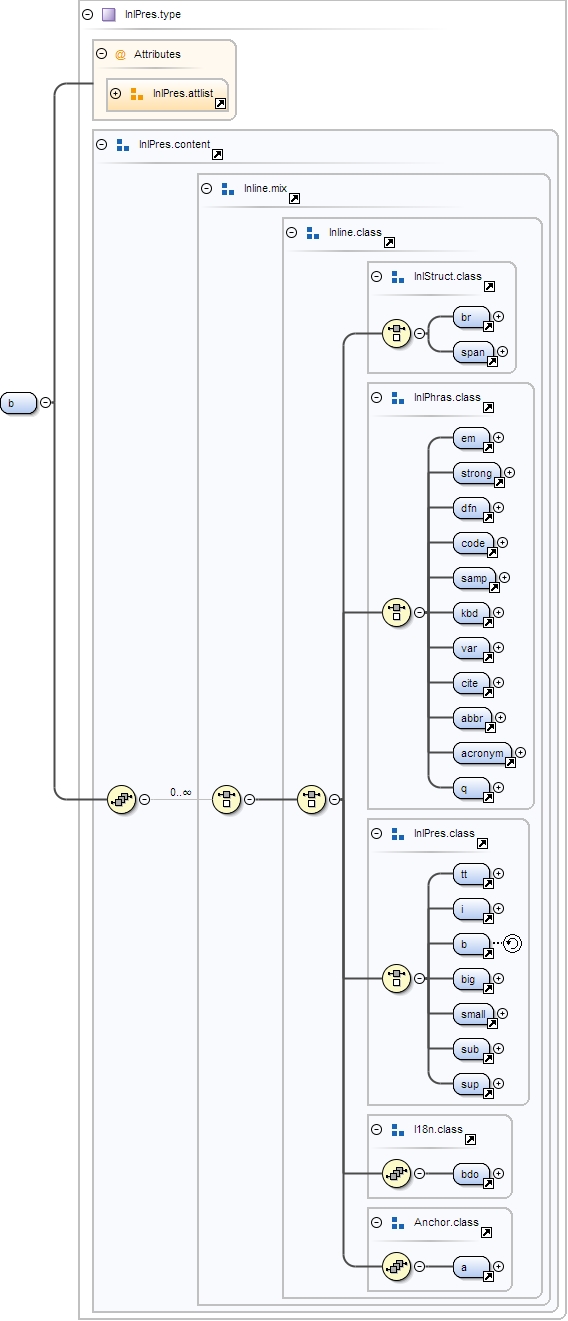 InlPres.type
@ Attributes
InlPres.attlist
InlPres.content
Inline.mix
Inline.class
InlStruct.class
br
span
b
InlPhras.class
em
strong
dfn
code
samp
kbd
var
cite
abbr
acronym
q
0..∞
InlPres.class
tt
i
b
big
small
sub
sup
I18n.class
bdo
Anchor.class
a